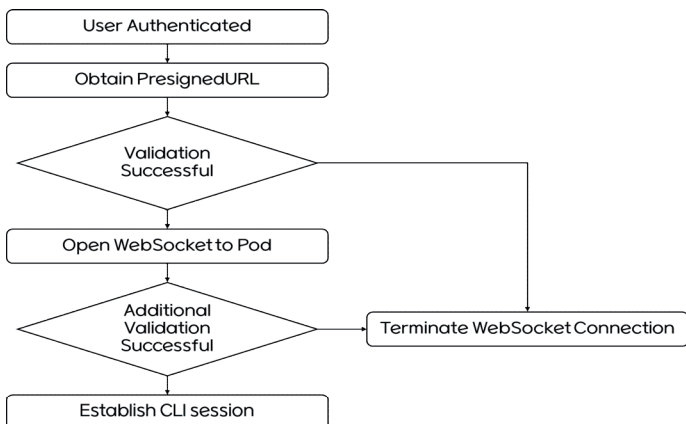 User Authenticated
Obtain PresignedURL
Validation
Successful
Open WebSocket to Pod
Additional
Validation
Successful
Terminate WebSocket Connection
Establish CLI session